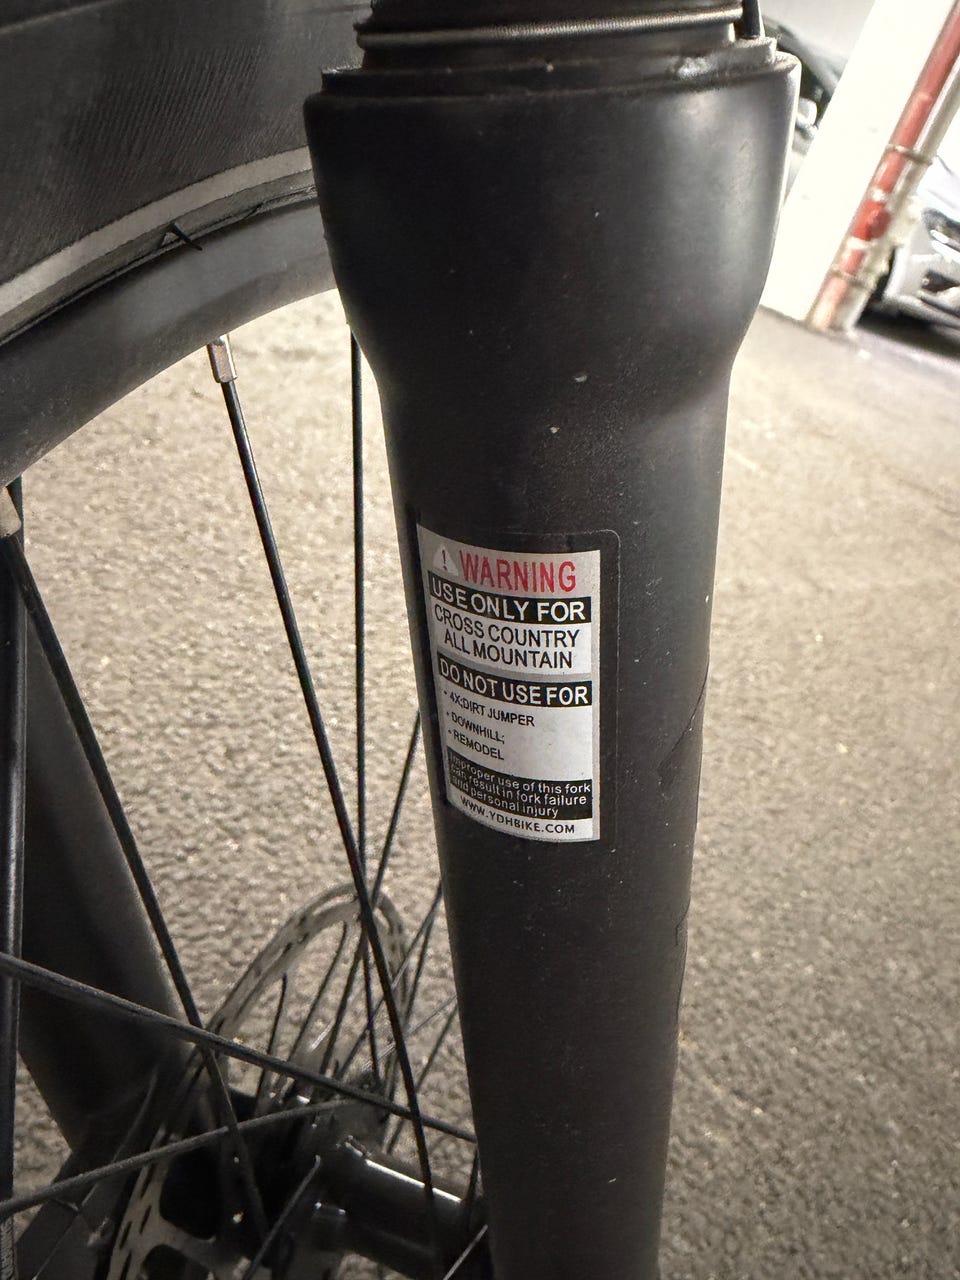 ! WARNING
USE ONLY FOR
CROSS COUNTRY
ALL MOUNTAIN
DO NOT USE FOR
• 4X;DIRT JUMPER
• DOWNHILL;
• REMODEL
Improper use of this fork
can result in fork failure
and personal injury
WWW.YDHBIKE.COM